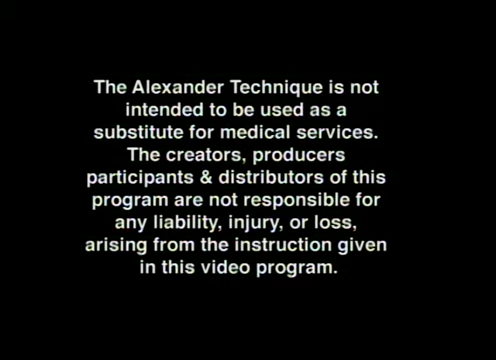 The Alexander Technique is not
intended to be used as a
substitute for medical services.
The creators, producers
participants & distributors of this
program are not responsible for
any liability, injury, or loss,
arising from the instruction given
in this video program.